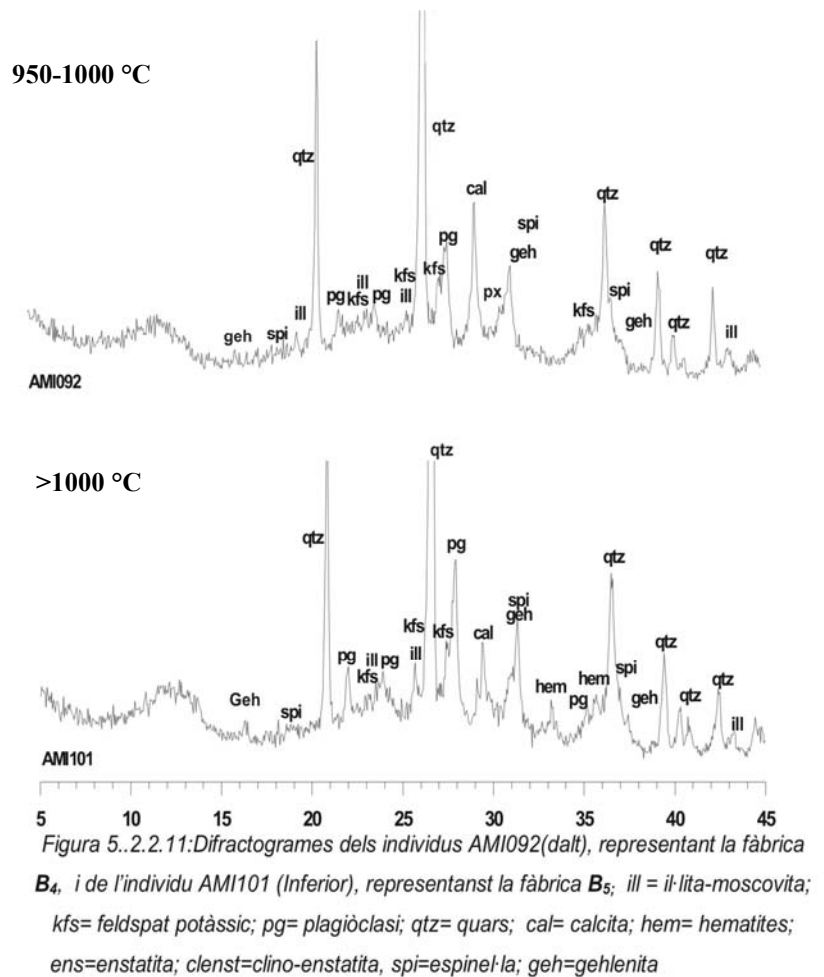 950-1000 °C
qtz
qtz
cal
spi
geh
pg
kfs
kfs
ill
ill
kfs
pg
pg
ill
spi
geh
px
kfs
qtz
spi
geh
qtz
qtz
qtz
ill
AMI092
>1000 °C
qtz
qtz
pg
kfs
kfs
ill
cal
spi
geh
pg
ill
kfs
pg
Geh
spi
hem
hem
pg
qtz
spi
geh
qtz
qtz
qtz
ill
AMI101
5 10 15 20 25 30 35 40 45
Figura 5..2.2.11:Difractogrames dels individus AMI092(dalt), representant la fàbrica
B4, i de l'individu AMI101 (Inferior), representanst la fàbrica B5; ill = il·lita-moscovita;
kfs= feldspat potàssic; pg= plagiòclasi; qtz= quars; cal= calcita; hem= hematites;
ens=enstatita; clenst=clino-enstatita, spi=espinel·la; geh=gehlenita